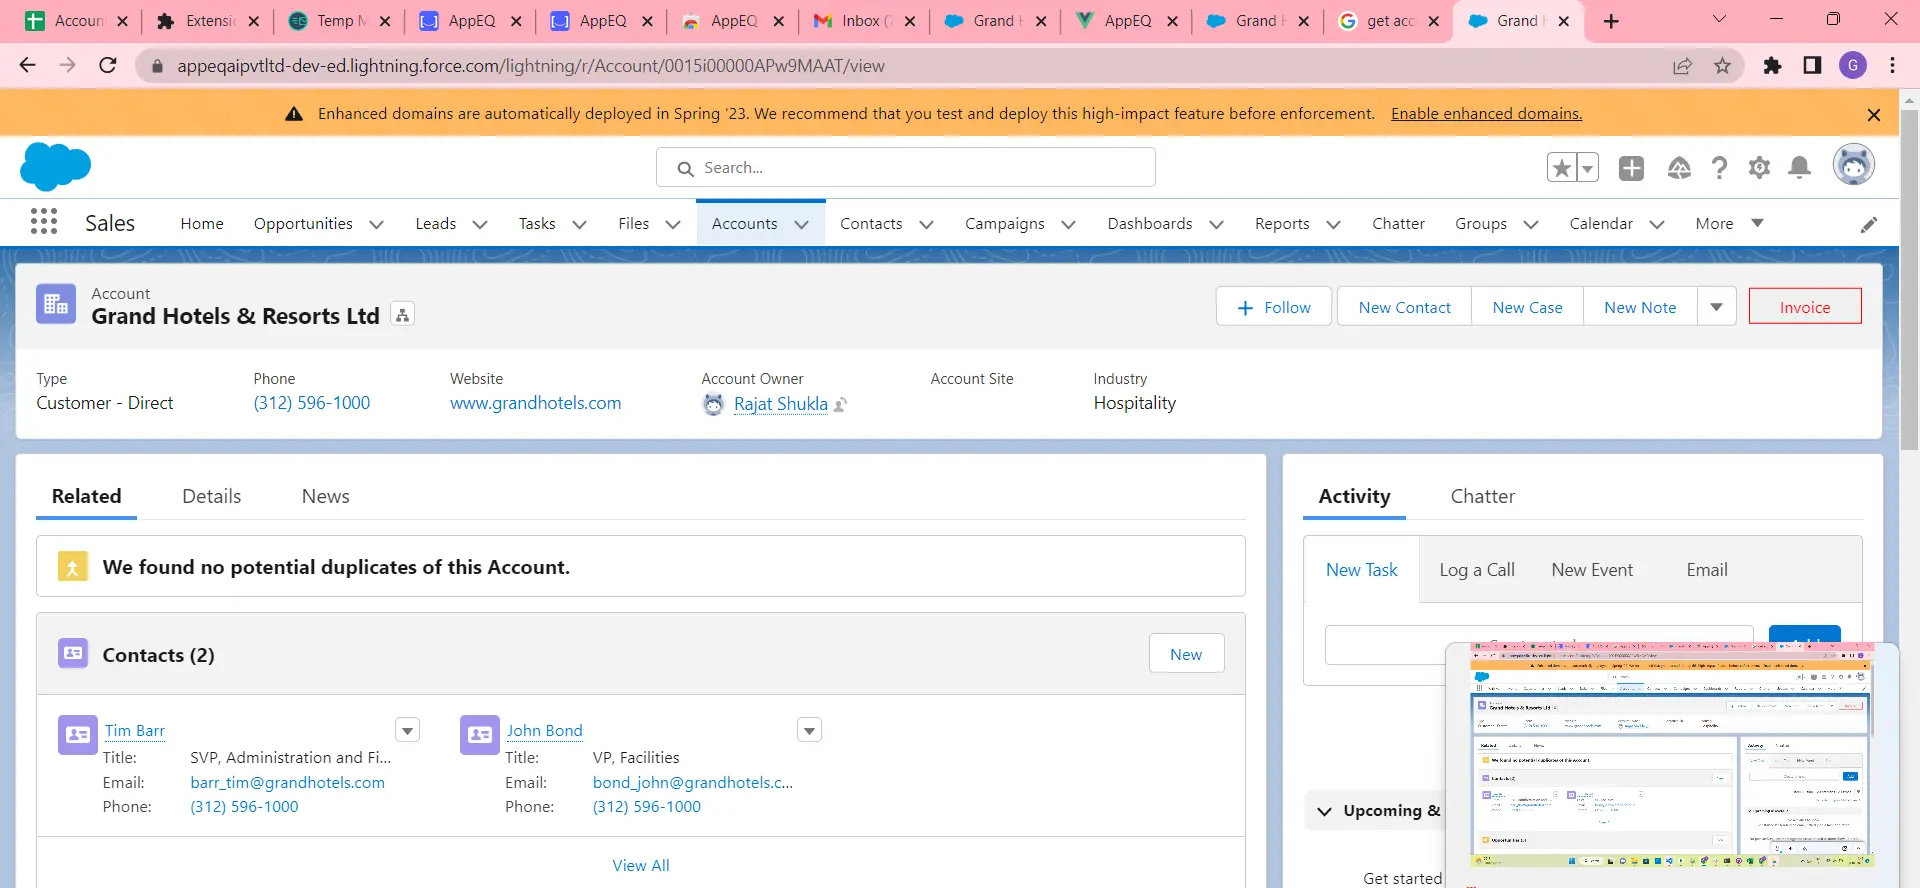 Accoun
Extensi
Temp M
AppEQ
AppEQ
AppEQ
Inbox (
Grand H
AppEQ
Grand H
get acc
Grand H
appeqaipvtltd-dev-ed.lightning.force.com/lightning/r/Account/0015i00000APw9MAAT/view
G
Enhanced domains are automatically deployed in Spring '23. We recommend that you test and deploy this high-impact feature before enforcement. Enable enhanced domains.
Search...
Sales Home Opportunities Leads Tasks Files Accounts Contacts Campaigns Dashboards Reports Chatter Groups Calendar More
Account
Grand Hotels & Resorts Ltd
Follow New Contact New Case New Note Invoice
Type Phone Website Account Owner Account Site Industry
Customer - Direct (312) 596-1000 www.grandhotels.com Rajat Shukla Hospitality
Related Details News
We found no potential duplicates of this Account.
Contacts (2)
New
Tim Barr
Title: SVP, Administration and Fi...
Email: barr_tim@grandhotels.com
Phone: (312) 596-1000
John Bond
Title: VP, Facilities
Email: bond_john@grandhotels.c...
Phone: (312) 596-1000
View All
Activity Chatter
New Task Log a Call New Event Email
Upcoming &
Get started